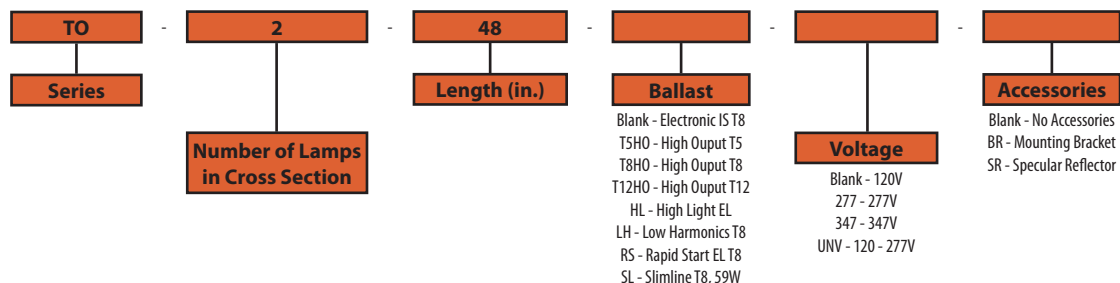 TO - 2 - 48 - - -
Series
Number of Lamps
in Cross Section
Length (in.)
Ballast
Blank - Electronic IS T8
T5HO - High Ouput T5
T8HO - High Ouput T8
T12HO - High Ouput T12
HL - High Light EL
LH - Low Harmonics T8
RS - Rapid Start EL T8
SL - Slimline T8, 59W
Voltage
Blank - 120V
277 - 277V
347 - 347V
UNV - 120 - 277V
Accessories
Blank - No Accessories
BR - Mounting Bracket
SR - Specular Reflector